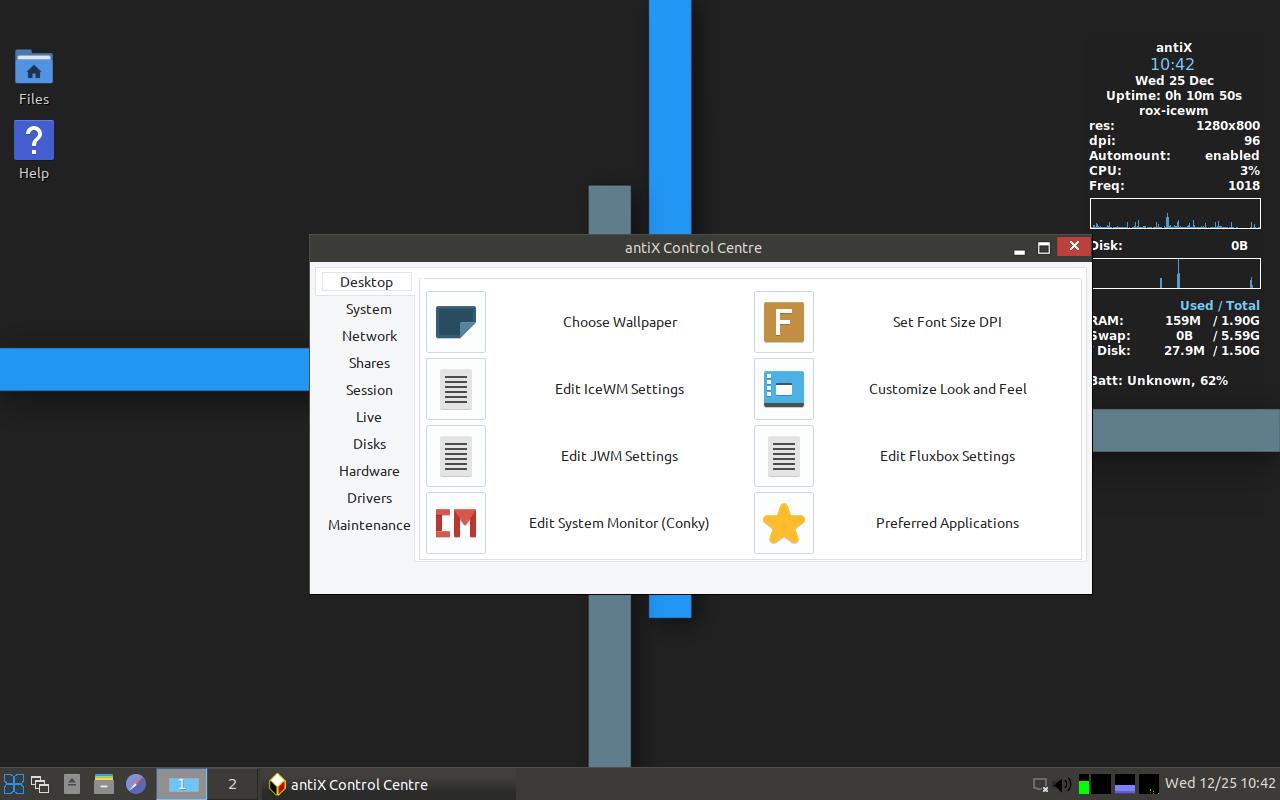 Files
?
Help
antiX
10:42
Wed 25 Dec
Uptime: 0h 10m 50s
rox-icewm
res: 1280x800
dpi: 96
Automount: enabled
CPU: 3%
Freq: 1018
Disk: 0B
Used / Total
RAM: 159M / 1.90G
Swap: 0B / 5.59G
Disk: 27.9M / 1.50G
Batt: Unknown, 62%
antiX Control Centre
Desktop
System
Network
Shares
Session
Live
Disks
Hardware
Drivers
Maintenance
Choose Wallpaper
F
Set Font Size DPI
Edit IceWM Settings
Customize Look and Feel
Edit JWM Settings
Edit Fluxbox Settings
CM
Edit System Monitor (Conky)
Preferred Applications
1
2
antiX Control Centre
Wed 12/25 10:42